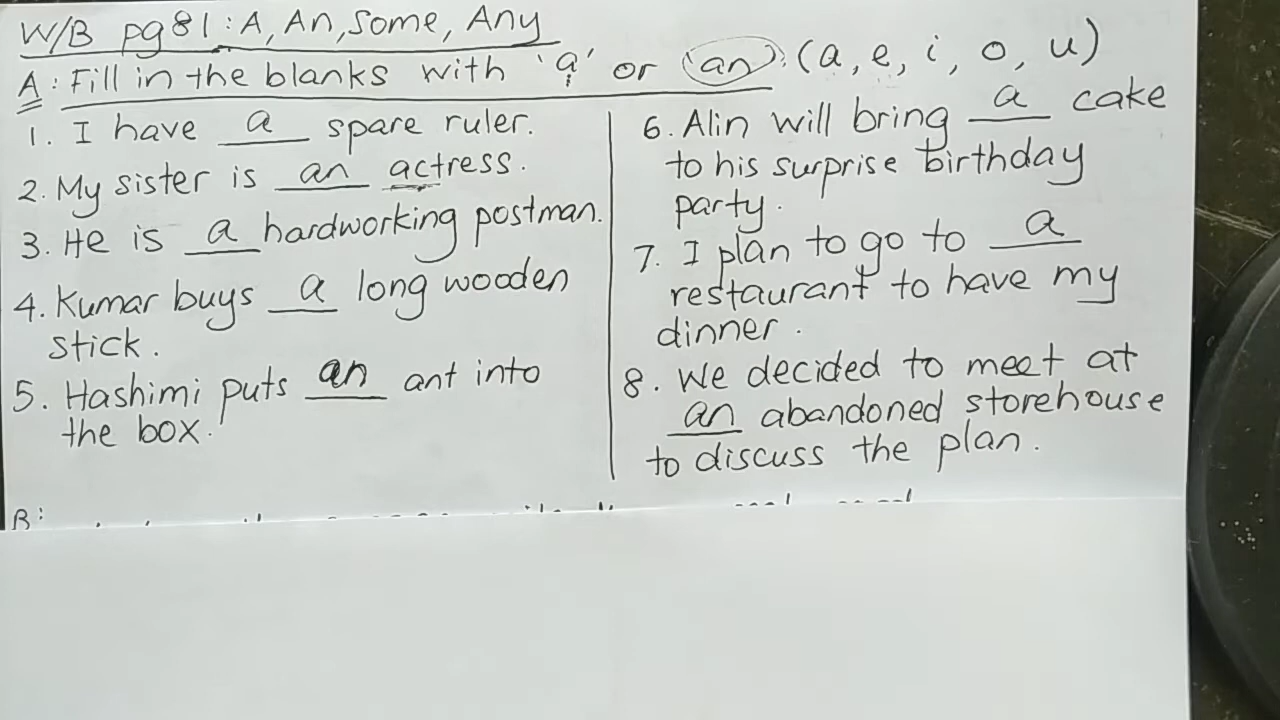 W/B pg81: A, An, Some, Any
A: Fill in the blanks with 'a' or 'an': (a, e, i, o, u)
1. I have a spare ruler.
2. My sister is an actress.
3. He is a hardworking postman.
4. Kumar buys a long wooden
stick.
5. Hashimi puts an ant into
the box.
6. Alin will bring a cake
to his surprise birthday
party.
7. I plan to go to a
restaurant to have my
dinner.
8. We decided to meet at
an abandoned storehouse
to discuss the plan.
B: